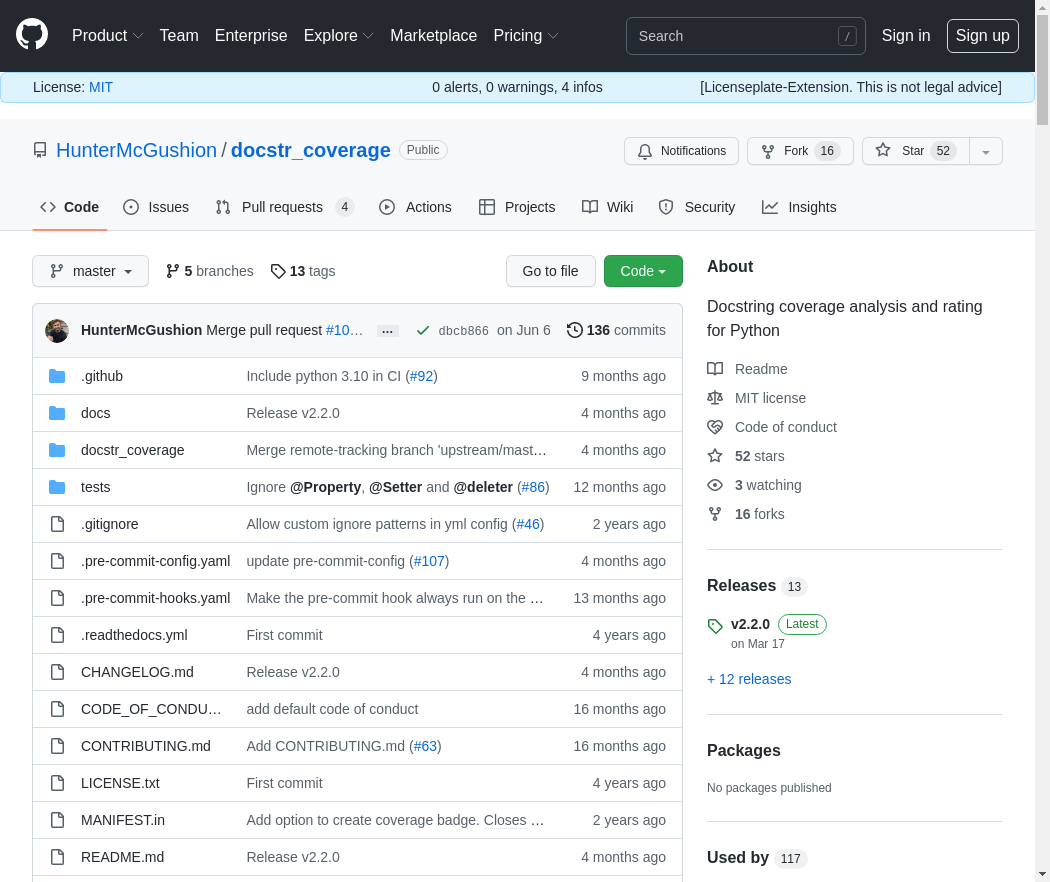 Product Team Enterprise Explore Marketplace Pricing Search / Sign in Sign up
License: MIT 0 alerts, 0 warnings, 4 infos [Licenseplate-Extension. This is not legal advice]
HunterMcGushion / docstr_coverage Public Notifications Fork 16 Star 52
Code Issues Pull requests 4 Actions Projects Wiki Security Insights
master 5 branches 13 tags Go to file Code
HunterMcGushion Merge pull request #10… … dbcb866 on Jun 6 136 commits
.github Include python 3.10 in CI (#92) 9 months ago
docs Release v2.2.0 4 months ago
docstr_coverage Merge remote-tracking branch 'upstream/mast… 4 months ago
tests Ignore @Property, @Setter and @deleter (#86) 12 months ago
.gitignore Allow custom ignore patterns in yml config (#46) 2 years ago
.pre-commit-config.yaml update pre-commit-config (#107) 4 months ago
.pre-commit-hooks.yaml Make the pre-commit hook always run on the … 13 months ago
.readthedocs.yml First commit 4 years ago
CHANGELOG.md Release v2.2.0 4 months ago
CODE_OF_CONDU… add default code of conduct 16 months ago
CONTRIBUTING.md Add CONTRIBUTING.md (#63) 16 months ago
LICENSE.txt First commit 4 years ago
MANIFEST.in Add option to create coverage badge. Closes … 2 years ago
README.md Release v2.2.0 4 months ago
About
Docstring coverage analysis and rating
for Python
Readme
MIT license
Code of conduct
52 stars
3 watching
16 forks
Releases 13
v2.2.0 Latest
on Mar 17
+ 12 releases
Packages
No packages published
Used by 117